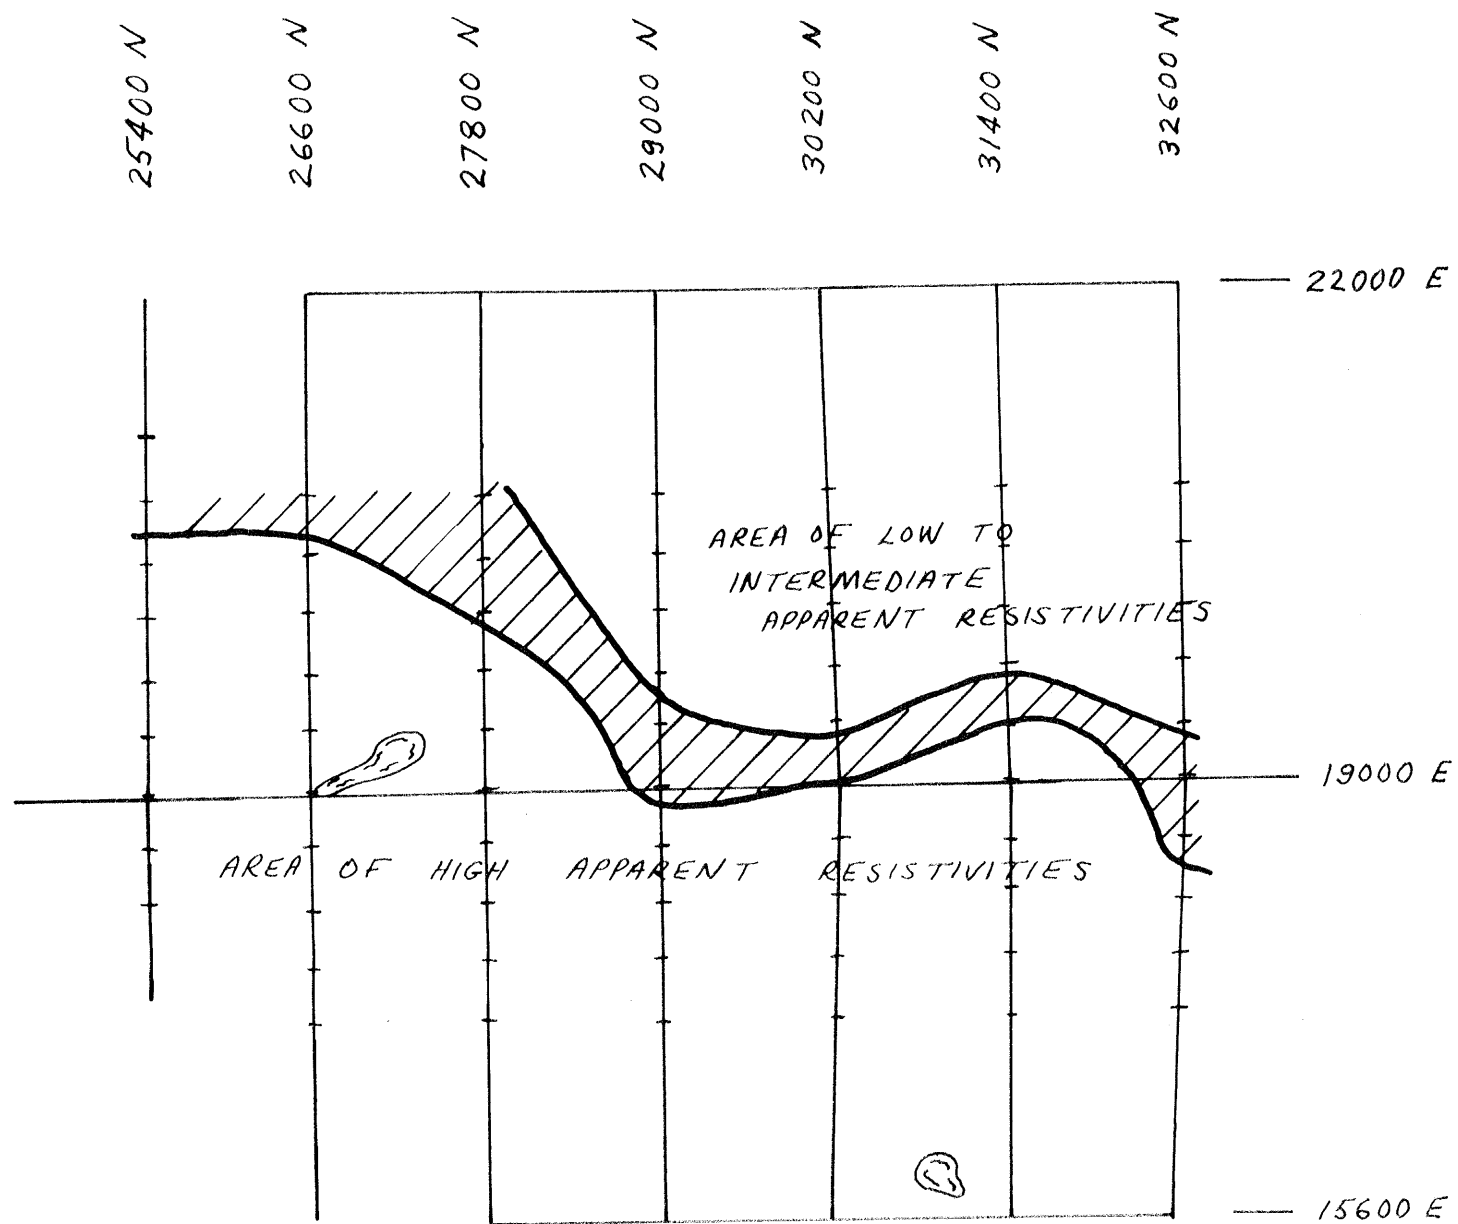 25400 N
26600 N
27800 N
29000 N
30200 N
31400 N
32600 N
22000 E
AREA OF LOW TO
INTERMEDIATE
APPARENT RESISTIVITIES
19000 E
AREA OF HIGH APPARENT RESISTIVITIES
15600 E